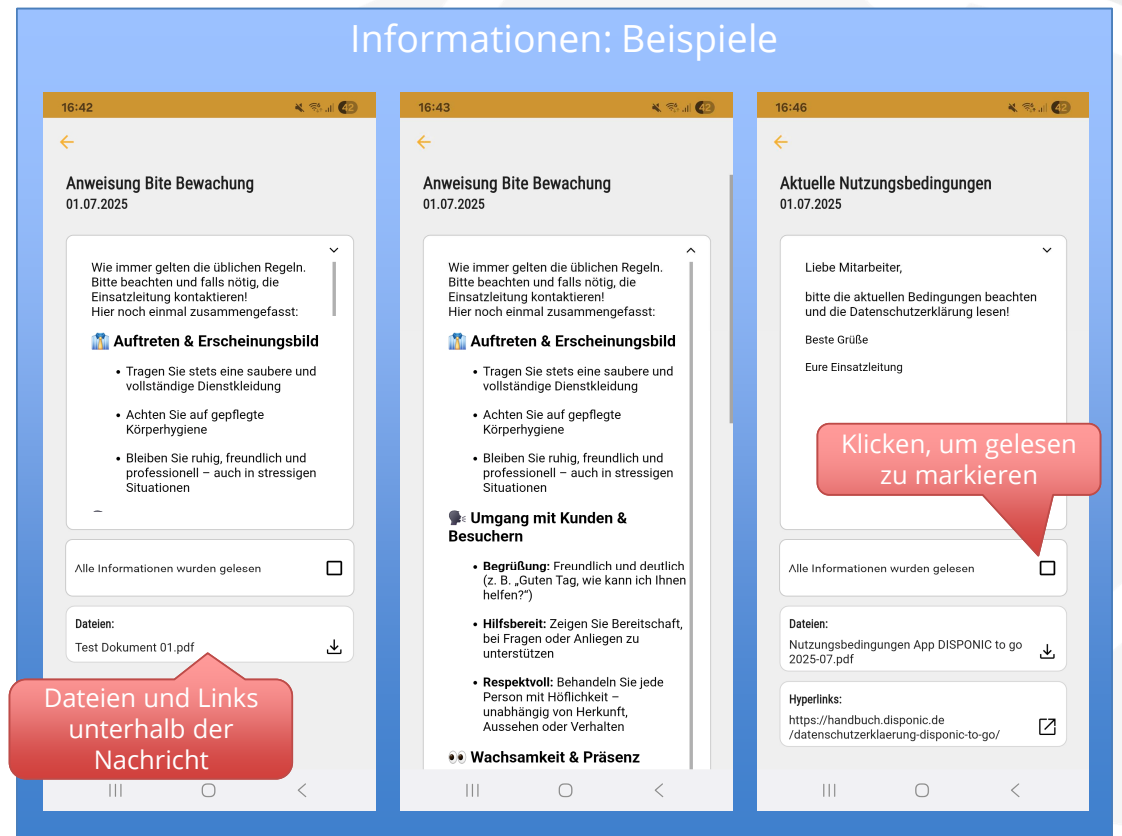 Informationen: Beispiele
16:42
42
Anweisung Bite Bewachung
01.07.2025
Wie immer gelten die üblichen Regeln.
Bitte beachten und falls nötig, die
Einsatzleitung kontaktieren!
Hier noch einmal zusammengefasst:
Auftreten & Erscheinungsbild
• Tragen Sie stets eine saubere und
vollständige Dienstkleidung
• Achten Sie auf gepflegte
Körperhygiene
• Bleiben Sie ruhig, freundlich und
professionell – auch in stressigen
Situationen
Alle Informationen wurden gelesen
Dateien:
Test Dokument 01.pdf
Dateien und Links
unterhalb der
Nachricht
16:43
42
Anweisung Bite Bewachung
01.07.2025
Wie immer gelten die üblichen Regeln.
Bitte beachten und falls nötig, die
Einsatzleitung kontaktieren!
Hier noch einmal zusammengefasst:
Auftreten & Erscheinungsbild
• Tragen Sie stets eine saubere und
vollständige Dienstkleidung
• Achten Sie auf gepflegte
Körperhygiene
• Bleiben Sie ruhig, freundlich und
professionell – auch in stressigen
Situationen
Umgang mit Kunden &
Besuchern
• Begrüßung: Freundlich und deutlich
(z. B. „Guten Tag, wie kann ich Ihnen
helfen?“)
• Hilfsbereit: Zeigen Sie Bereitschaft,
bei Fragen oder Anliegen zu
unterstützen
• Respektvoll: Behandeln Sie jede
Person mit Höflichkeit –
unabhängig von Herkunft,
Aussehen oder Verhalten
Wachsamkeit & Präsenz
16:46
42
Aktuelle Nutzungsbedingungen
01.07.2025
Liebe Mitarbeiter,
bitte die aktuellen Bedingungen beachten
und die Datenschutzerklärung lesen!
Beste Grüße
Eure Einsatzleitung
Klicken, um gelesen
zu markieren
Alle Informationen wurden gelesen
Dateien:
Nutzungsbedingungen App DISPONIC to go
2025-07.pdf
Hyperlinks:
https://handbuch.disponic.de
/datenschutzerklaerung-disponic-to-go/